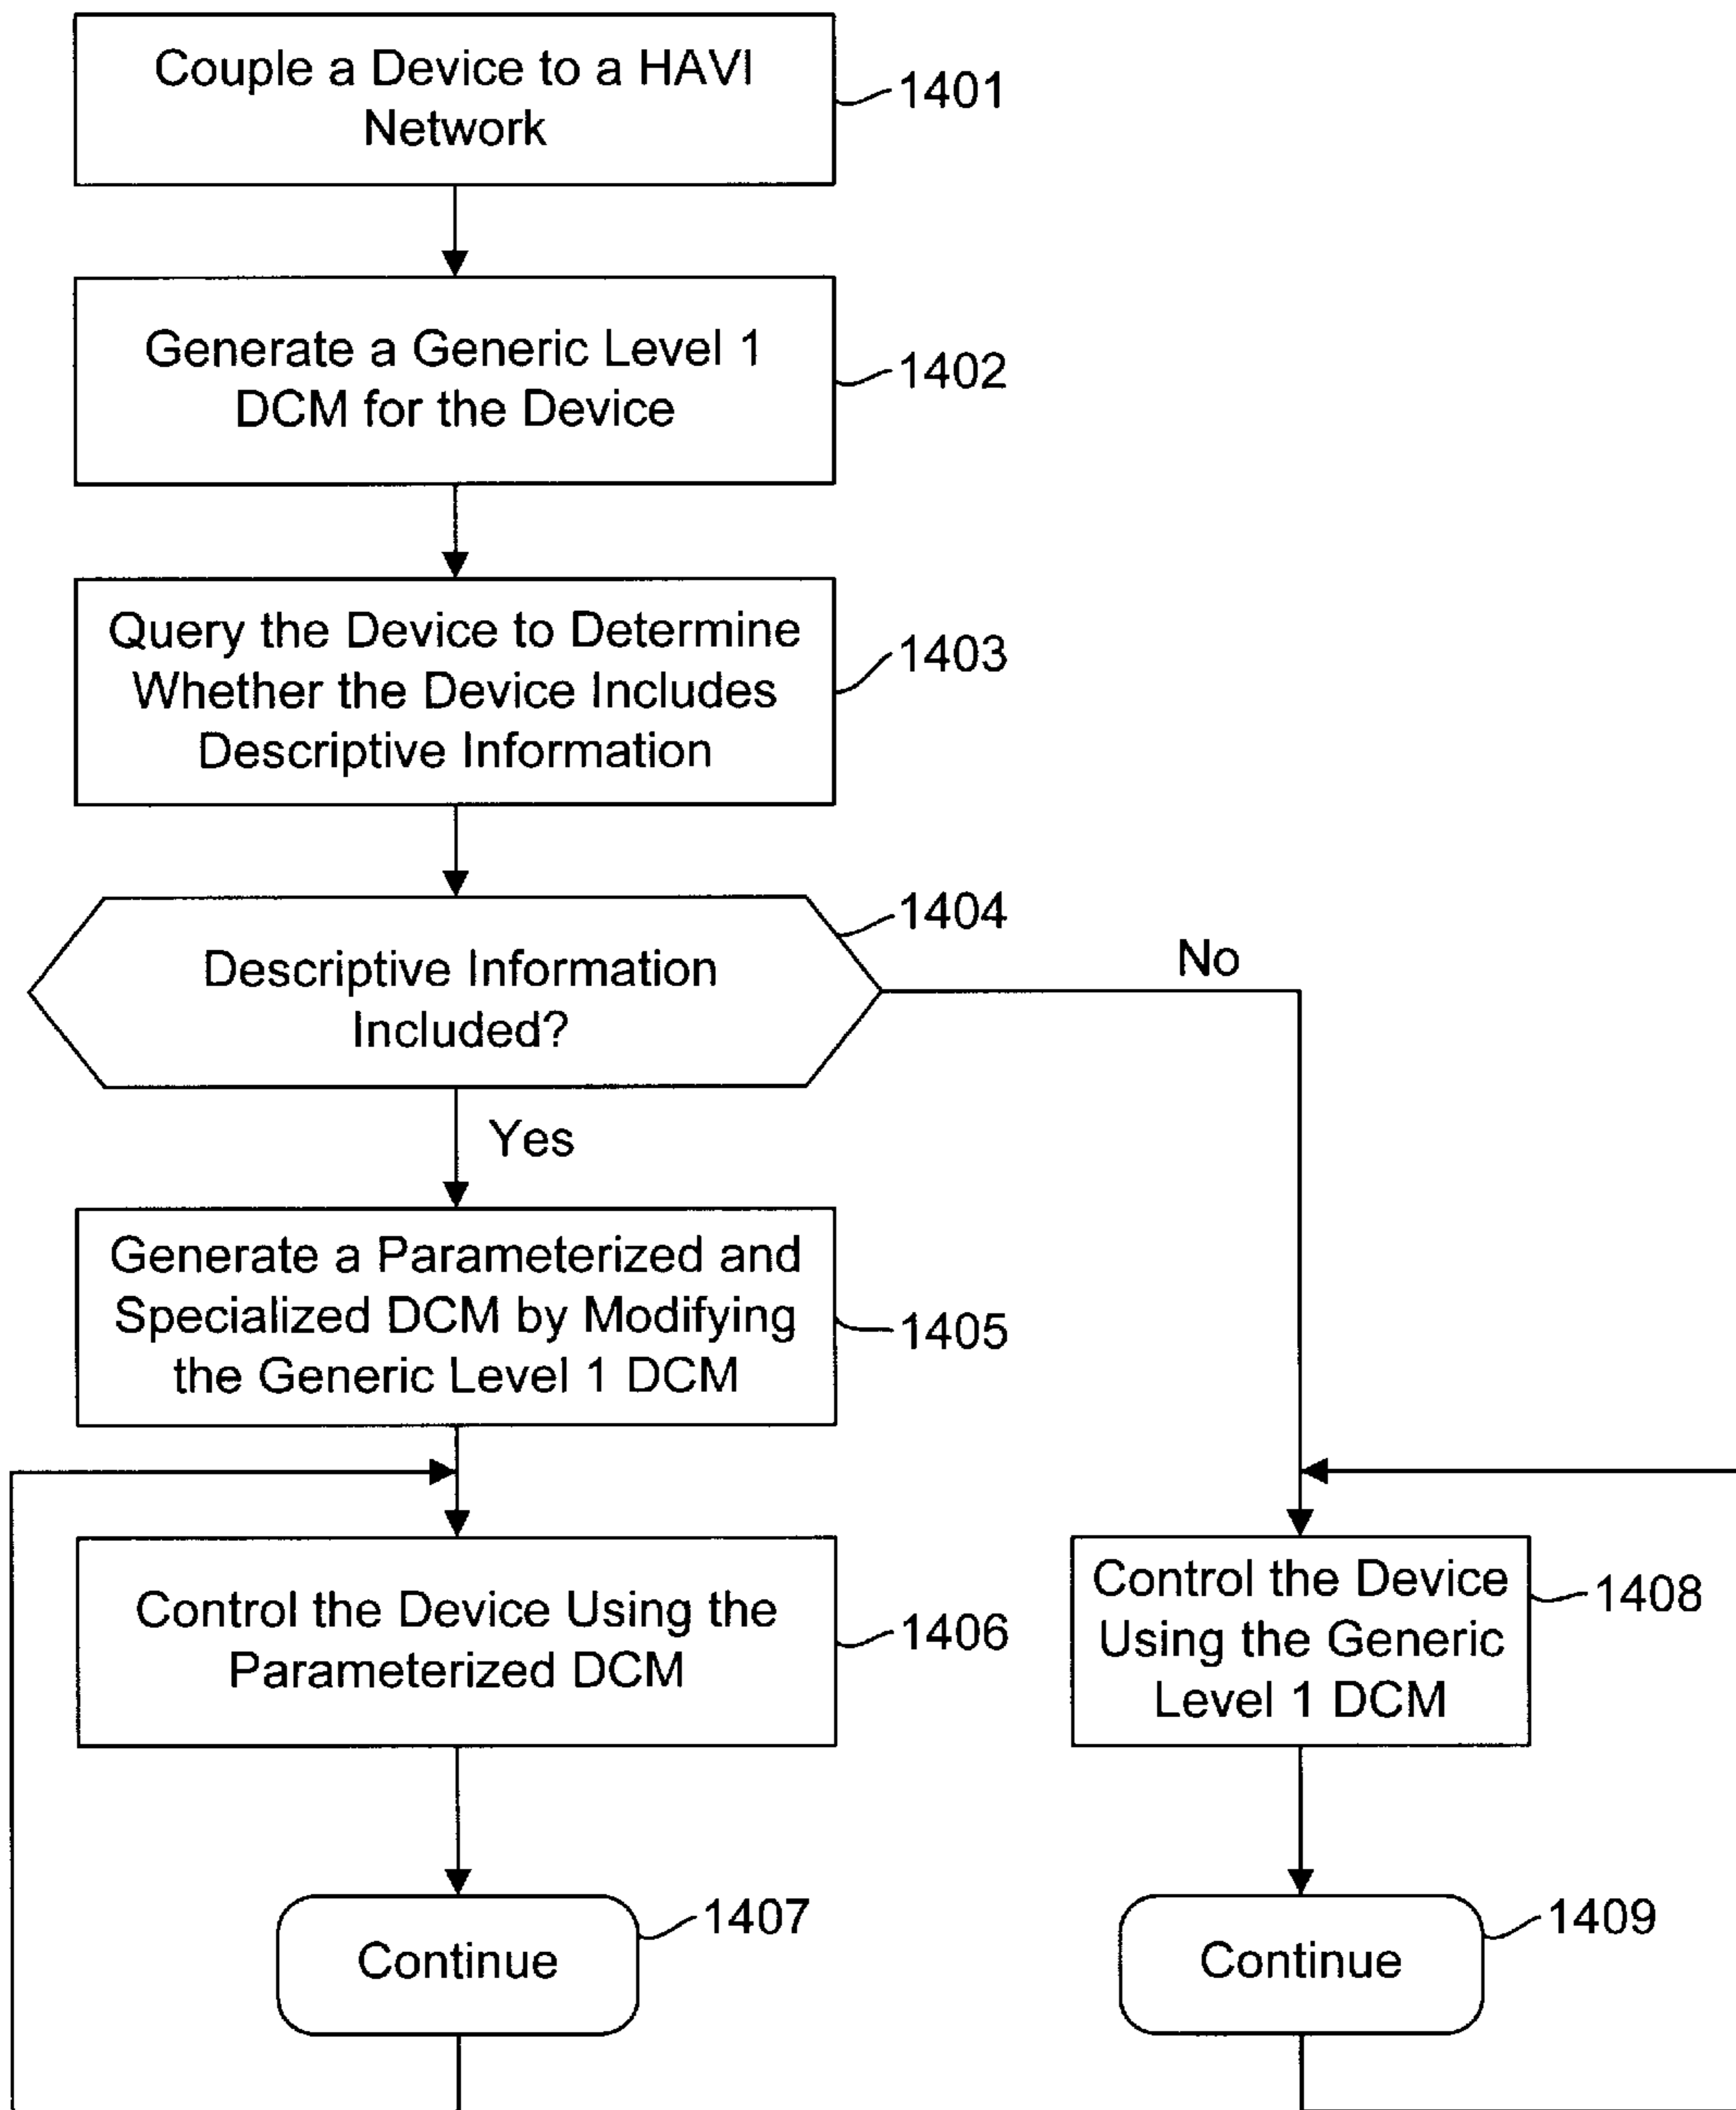 Couple a Device to a HAVI
Network
1401
Generate a Generic Level 1
DCM for the Device
1402
Query the Device to Determine
Whether the Device Includes
Descriptive Information
1403
1404
Descriptive Information
Included?
No
Yes
Generate a Parameterized and
Specialized DCM by Modifying
the Generic Level 1 DCM
1405
Control the Device Using the
Parameterized DCM
1406
Control the Device
Using the Generic
Level 1 DCM
1408
Continue
1407
Continue
1409